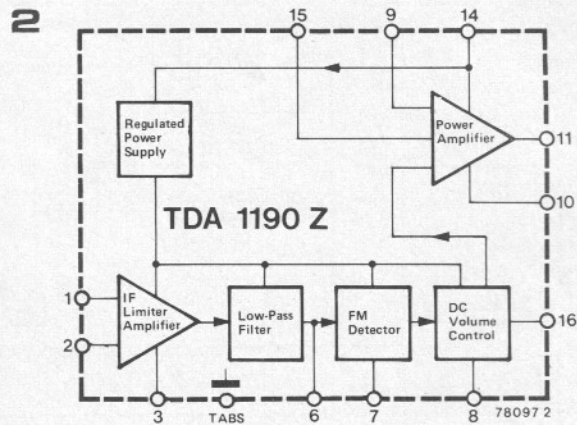 2
15
9
14
Regulated
Power
Supply
Power
Amplifier
11
10
TDA 1190 Z
1
IF
Limiter
Amplifier
Low-Pass
Filter
FM
Detector
DC
Volume
Control
16
2
3
TABS
6
7
8
78097 2